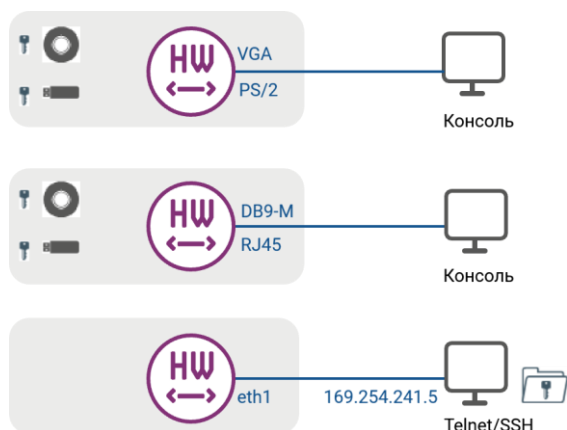 HW
VGA
PS/2
Консоль
HW
DB9-M
RJ45
Консоль
HW
eth1
169.254.241.5
Telnet/SSH